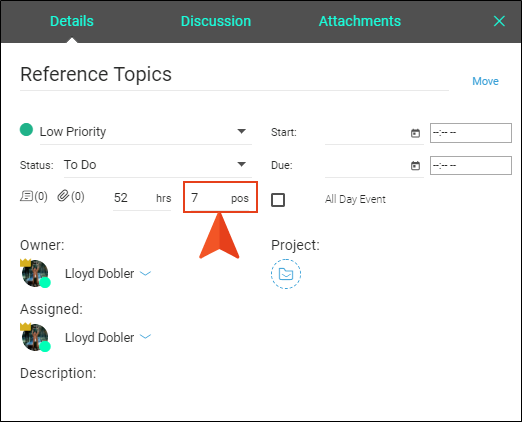 Details Discussion Attachments
Reference Topics Move
Low Priority Start: --:-- --
Status: To Do Due: --:-- --
(0) (0) 52 hrs 7 pos All Day Event
Owner: Project:
Lloyd Dobler
Assigned:
Lloyd Dobler
Description: